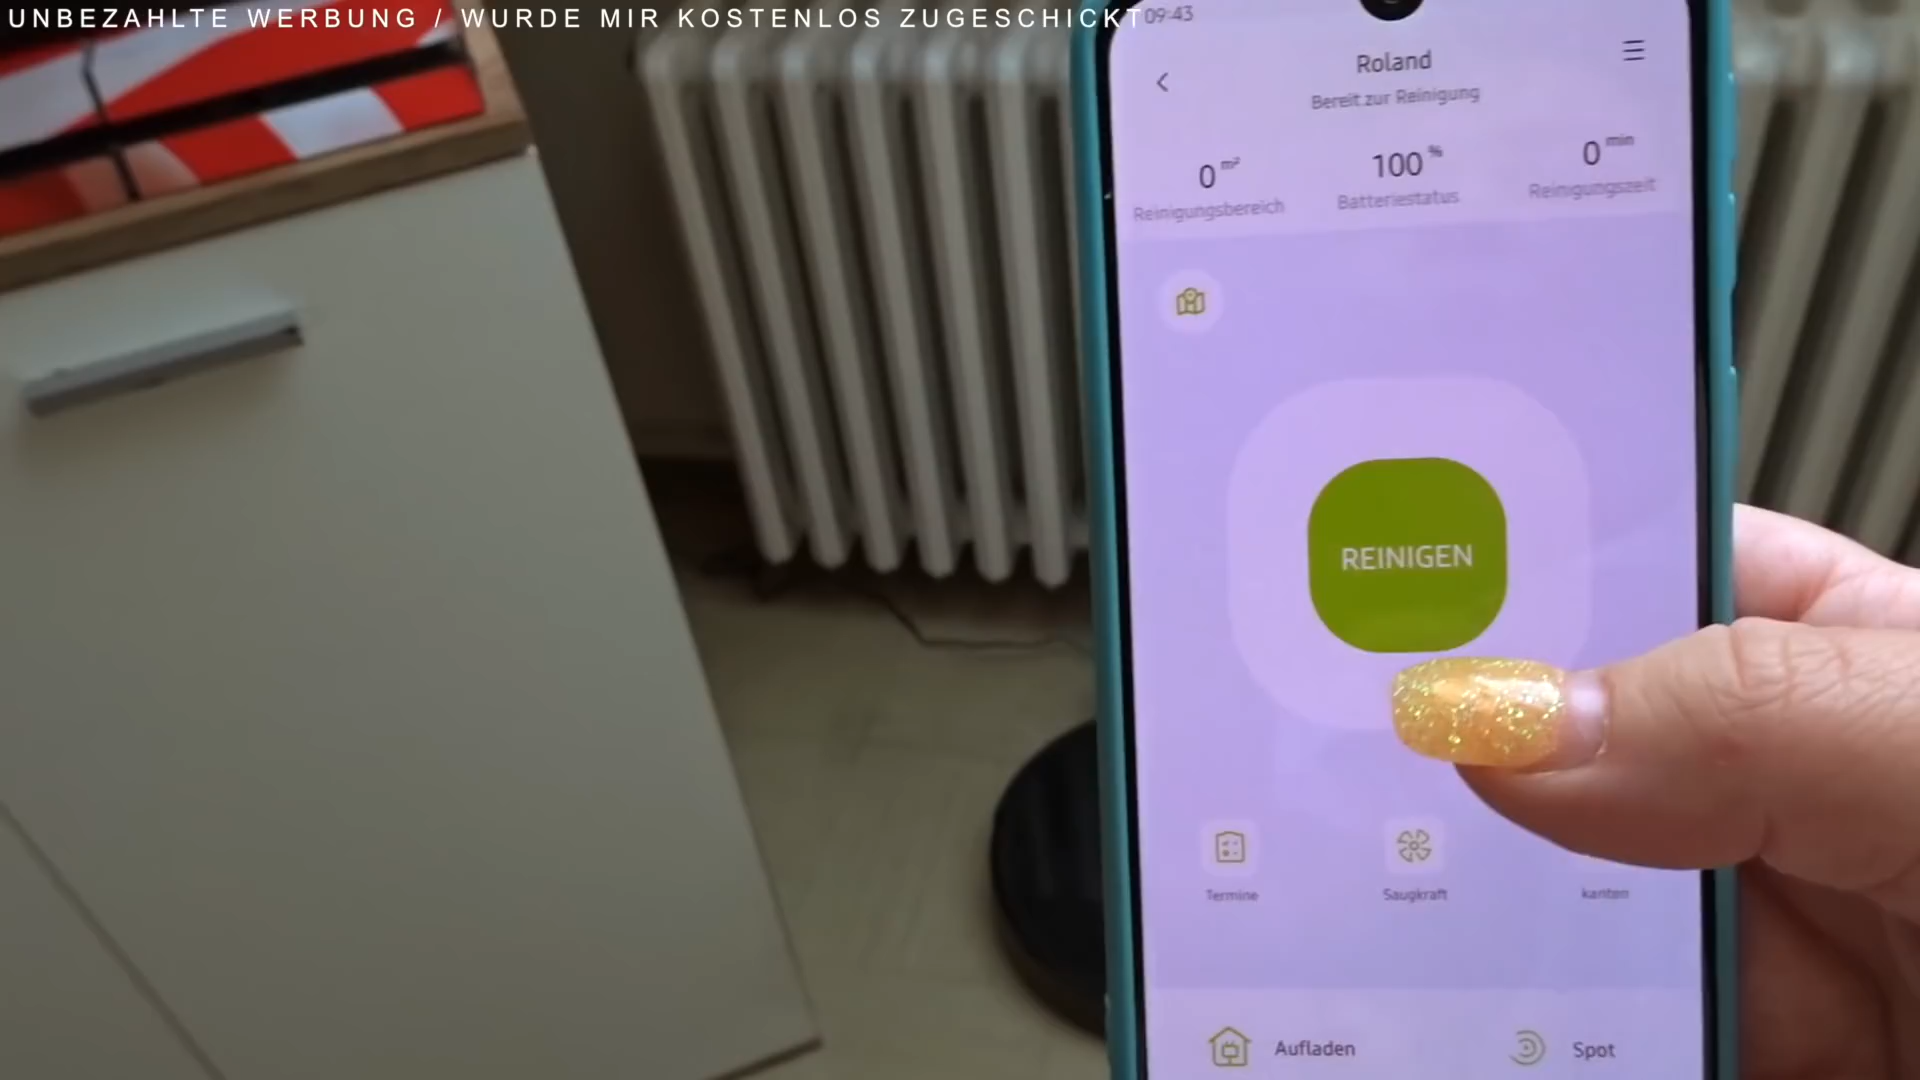 UNBEZAHLTE WERBUNG / WURDE MIR KOSTENLOS ZUGESCHICKT
09:43
Roland
Bereit zur Reinigung
0 m² 100 % 0 min
Reinigungsbereich Batteriestatus Reinigungszeit
REINIGEN
Termine Saugkraft kanten
Aufladen Spot